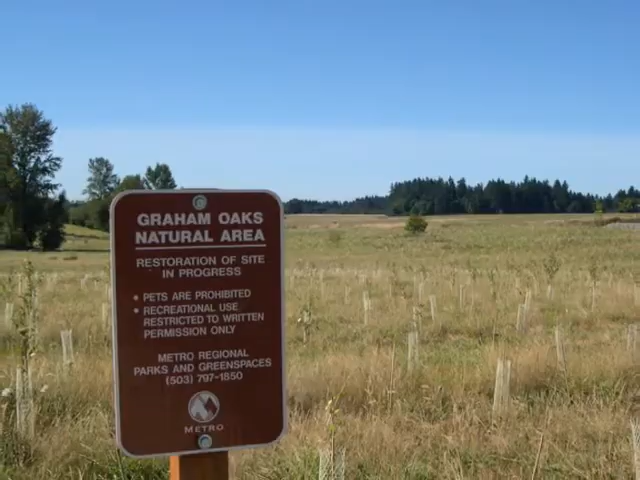 GRAHAM OAKS
NATURAL AREA
RESTORATION OF SITE
IN PROGRESS
• PETS ARE PROHIBITED
• RECREATIONAL USE
RESTRICTED TO WRITTEN
PERMISSION ONLY
METRO REGIONAL
PARKS AND GREENSPACES
(503) 797-1850
METRO